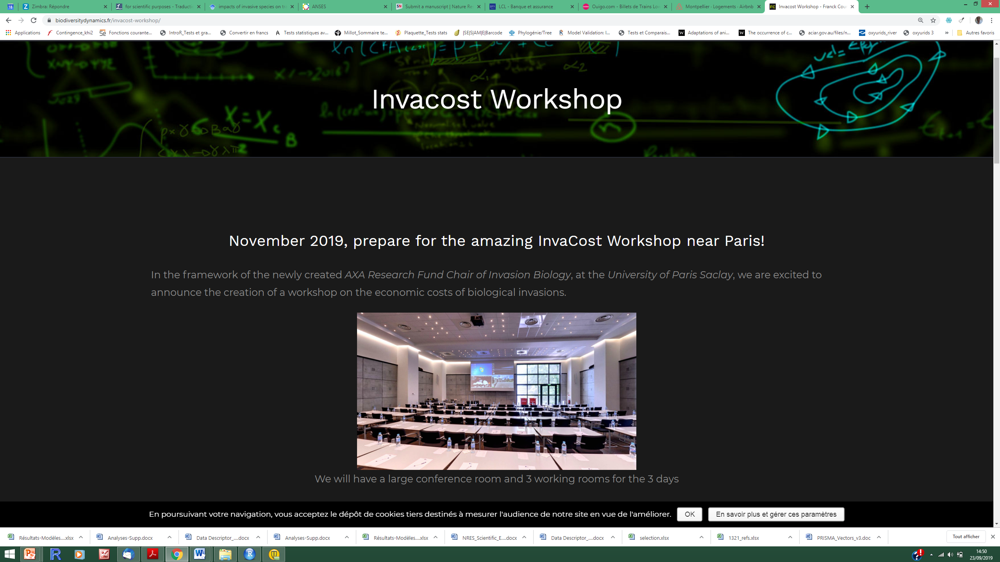 18
Zimbra: Répondre
for scientific purposes - Traductio
impacts of invasive species on tra
ANSES
SN Submit a manuscript | Nature Re
LCL - Banque et assurance
Ouigo.com - Billets de Trains Low
Montpellier · Logements · Airbnb
FC Invacost Workshop - Franck Cou
biodiversitydynamics.fr/invacost-workshop/
Applications
Contingence_khi2
Fonctions courante...
IntroR_Tests et gra...
Convertir en francs
Tests statistiques av...
Millot_Sommaire te...
Plaquette_Tests stats
|SE|S|AM|E|Barcode
Phylogénie/Tree
Model Validation: I...
Tests et Comparais...
Adaptations of ani...
The occurrence of c...
aciar.gov.au/files/n...
oxyurids_river
oxyurids 3
»
Autres favoris
Invacost Workshop
X = Xc
B
n
November 2019, prepare for the amazing InvaCost Workshop near Paris!
In the framework of the newly created AXA Research Fund Chair of Invasion Biology, at the University of Paris Saclay, we are excited to
announce the creation of a workshop on the economic costs of biological invasions.
We will have a large conference room and 3 working rooms for the 3 days
En poursuivant votre navigation, vous acceptez le dépôt de cookies tiers destinés à mesurer l'audience de notre site en vue de l'améliorer.
OK
En savoir plus et gérer ces paramètres
Résultats-Modèles....xlsx
Analyses-Supp.docx
Data Descriptor_....docx
Analyses-Supp.docx
Résultats-Modèles....xlsx
NRES_Scientific_E....docx
Data Descriptor_....docx
selection.xlsx
1321_refs.xlsx
PRISMA_Vectors_v3.doc
Tout afficher
14:50
23/09/2019